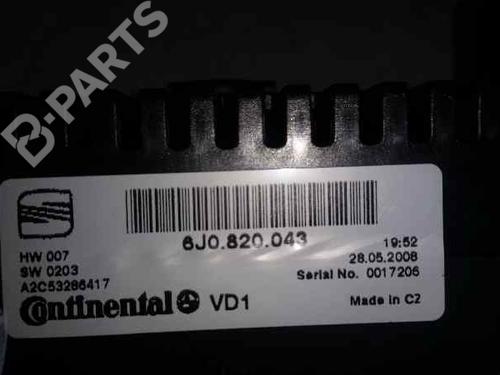 B-PARTS
6J0.820.043
HW 007
SW 0203
A2C53286417
19:52
28.05.2008
Serial No. 0017206
Continental VD1
Made in C2